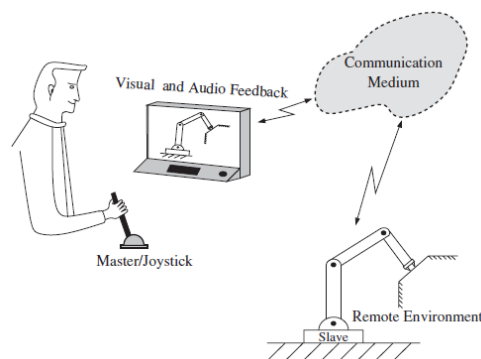 Communication
Medium
Visual and Audio Feedback
Master/Joystick
Remote Environment
Slave